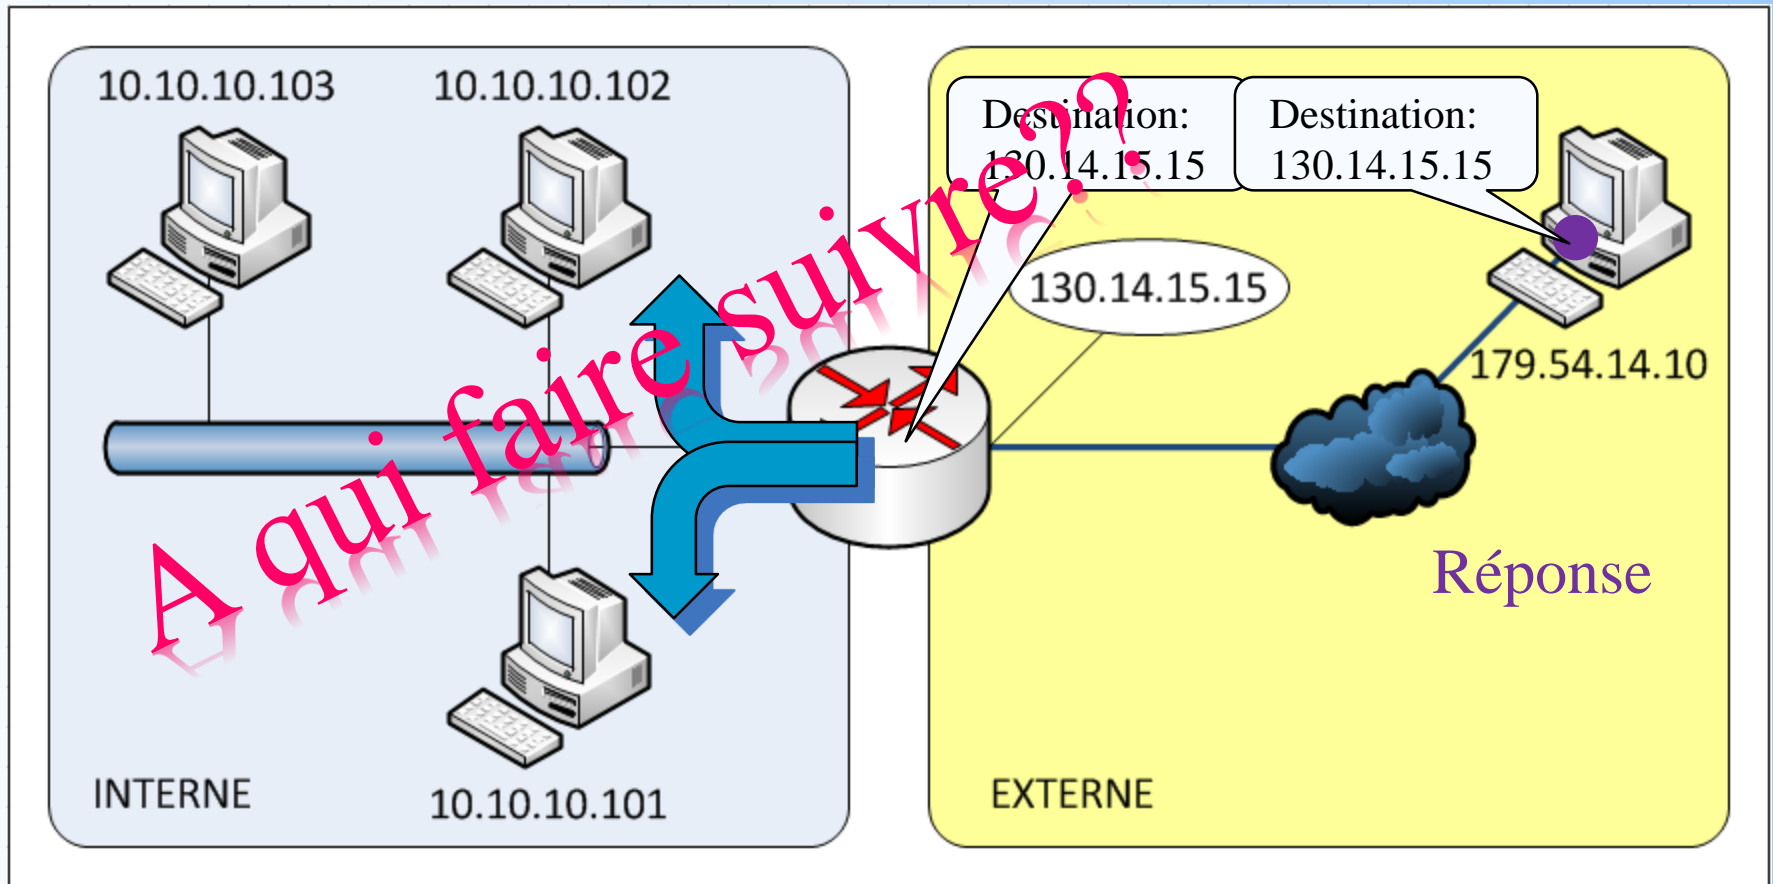 10.10.10.103
10.10.10.102
Destination:
130.14.15.15
Destination:
130.14.15.15
A qui faire suivre??
130.14.15.15
179.54.14.10
Réponse
INTERNE
10.10.10.101
EXTERNE